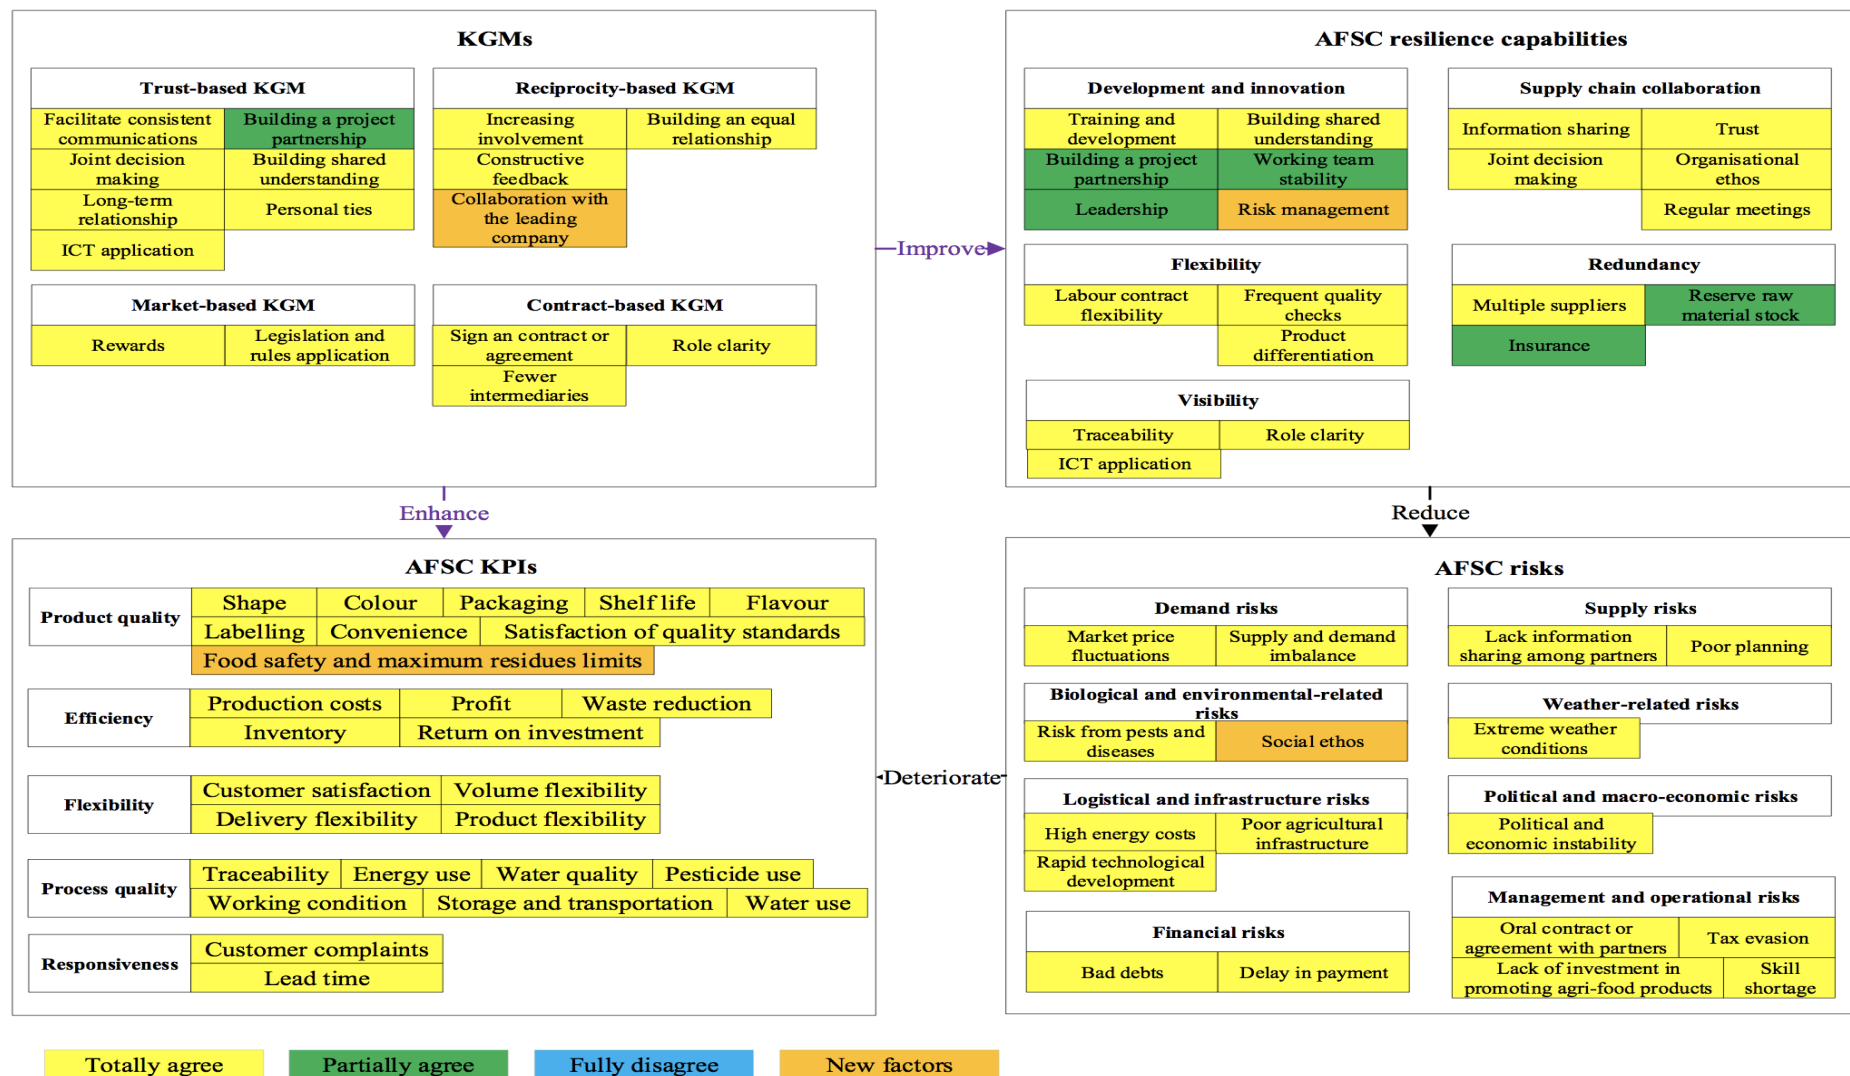 KGMs
Trust-based KGM
Facilitate consistent
communications
Building a project
partnership
Joint decision
making
Building shared
understanding
Long-term
relationship
Personal ties
ICT application
Reciprocity-based KGM
Increasing
involvement
Building an equal
relationship
Constructive
feedback
Collaboration with
the leading
company
Market-based KGM
Rewards
Legislation and
rules application
Contract-based KGM
Sign an contract or
agreement
Role clarity
Fewer
intermediaries
Improve
AFSC resilience capabilities
Development and innovation
Training and
development
Building shared
understanding
Building a project
partnership
Working team
stability
Leadership
Risk management
Supply chain collaboration
Information sharing
Trust
Joint decision
making
Organisational
ethos
Regular meetings
Flexibility
Labour contract
flexibility
Frequent quality
checks
Product
differentiation
Redundancy
Multiple suppliers
Reserve raw
material stock
Insurance
Visibility
Traceability
Role clarity
ICT application
Enhance
Reduce
AFSC KPIs
Product quality
Shape
Colour
Packaging
Shelf life
Flavour
Labelling
Convenience
Satisfaction of quality standards
Food safety and maximum residues limits
Efficiency
Production costs
Profit
Waste reduction
Inventory
Return on investment
Flexibility
Customer satisfaction
Volume flexibility
Delivery flexibility
Product flexibility
Process quality
Traceability
Energy use
Water quality
Pesticide use
Working condition
Storage and transportation
Water use
Responsiveness
Customer complaints
Lead time
Deteriorate
AFSC risks
Demand risks
Market price
fluctuations
Supply and demand
imbalance
Supply risks
Lack information
sharing among partners
Poor planning
Biological and environmental-related
risks
Risk from pests and
diseases
Social ethos
Weather-related risks
Extreme weather
conditions
Logistical and infrastructure risks
High energy costs
Poor agricultural
infrastructure
Rapid technological
development
Political and macro-economic risks
Political and
economic instability
Financial risks
Bad debts
Delay in payment
Management and operational risks
Oral contract or
agreement with partners
Tax evasion
Lack of investment in
promoting agri-food products
Skill
shortage
Totally agree
Partially agree
Fully disagree
New factors